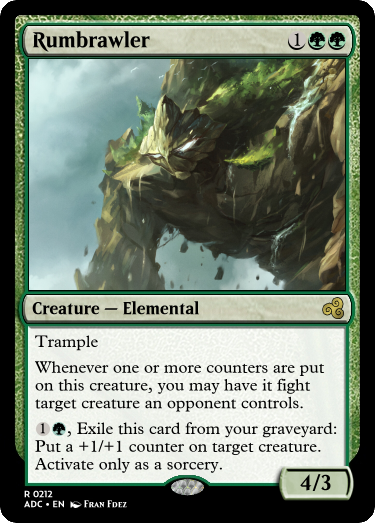 Rumbrawler 1
Creature — Elemental
Trample
Whenever one or more counters are put
on this creature, you may have it fight
target creature an opponent controls.
1 , Exile this card from your graveyard:
Put a +1/+1 counter on target creature.
Activate only as a sorcery.
4/3
R 0212
ADC • EN Fran Fdez